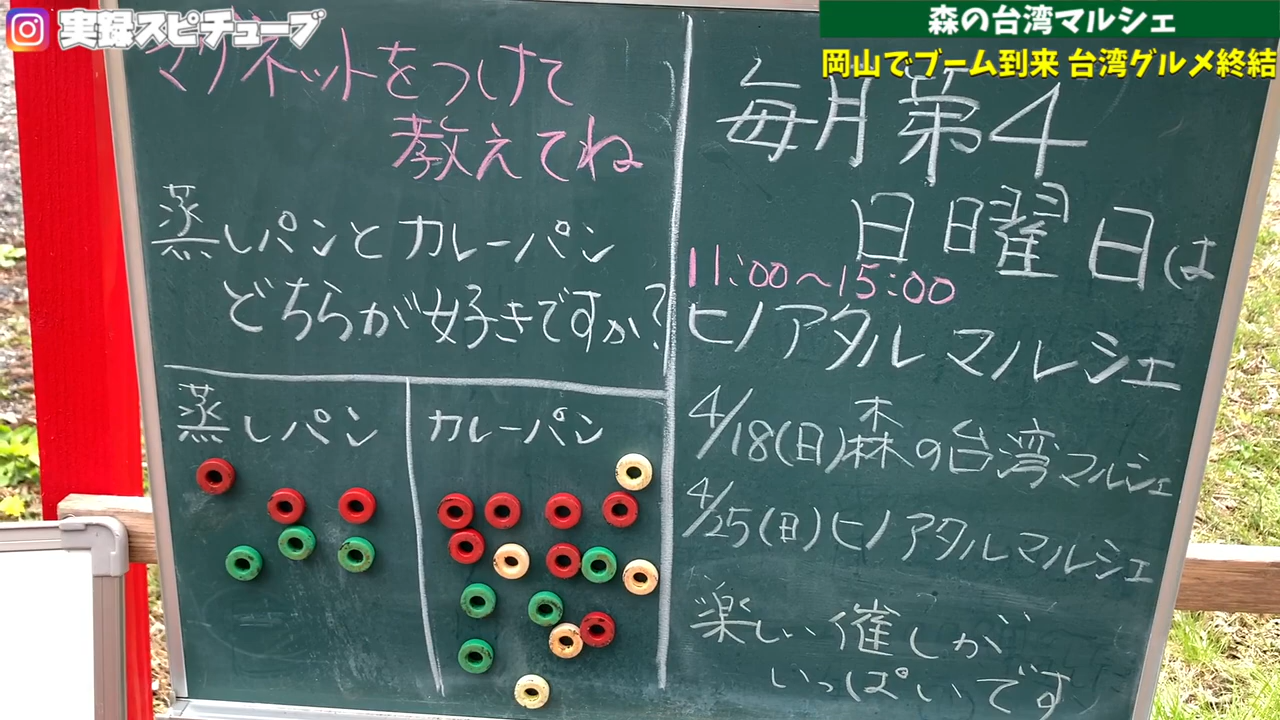 実録スピチューブ
森の台湾マルシェ
岡山でブーム到来 台湾グルメ終結
マグネットをつけて
教えてね
蒸しパンとカレーパン
どちらが好きですか?
蒸しパン
カレーパン
毎月第4
日日曜日は
11:00〜15:00
ヒノアタルマルシェ
4/18(日)森の台湾マルシェ
4/25(日)ヒノアタルマルシェ
楽しい催しが
いっぱいです